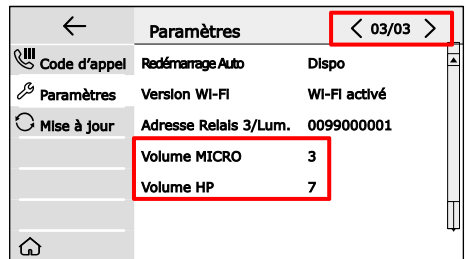 Paramètres
03/03
Code d'appel
Paramètres
Mise à jour
Redémarrage Auto Dispo
Version Wi-Fi Wi-Fi activé
Adresse Relais 3/Lum. 0099000001
Volume MICRO 3
Volume HP 7